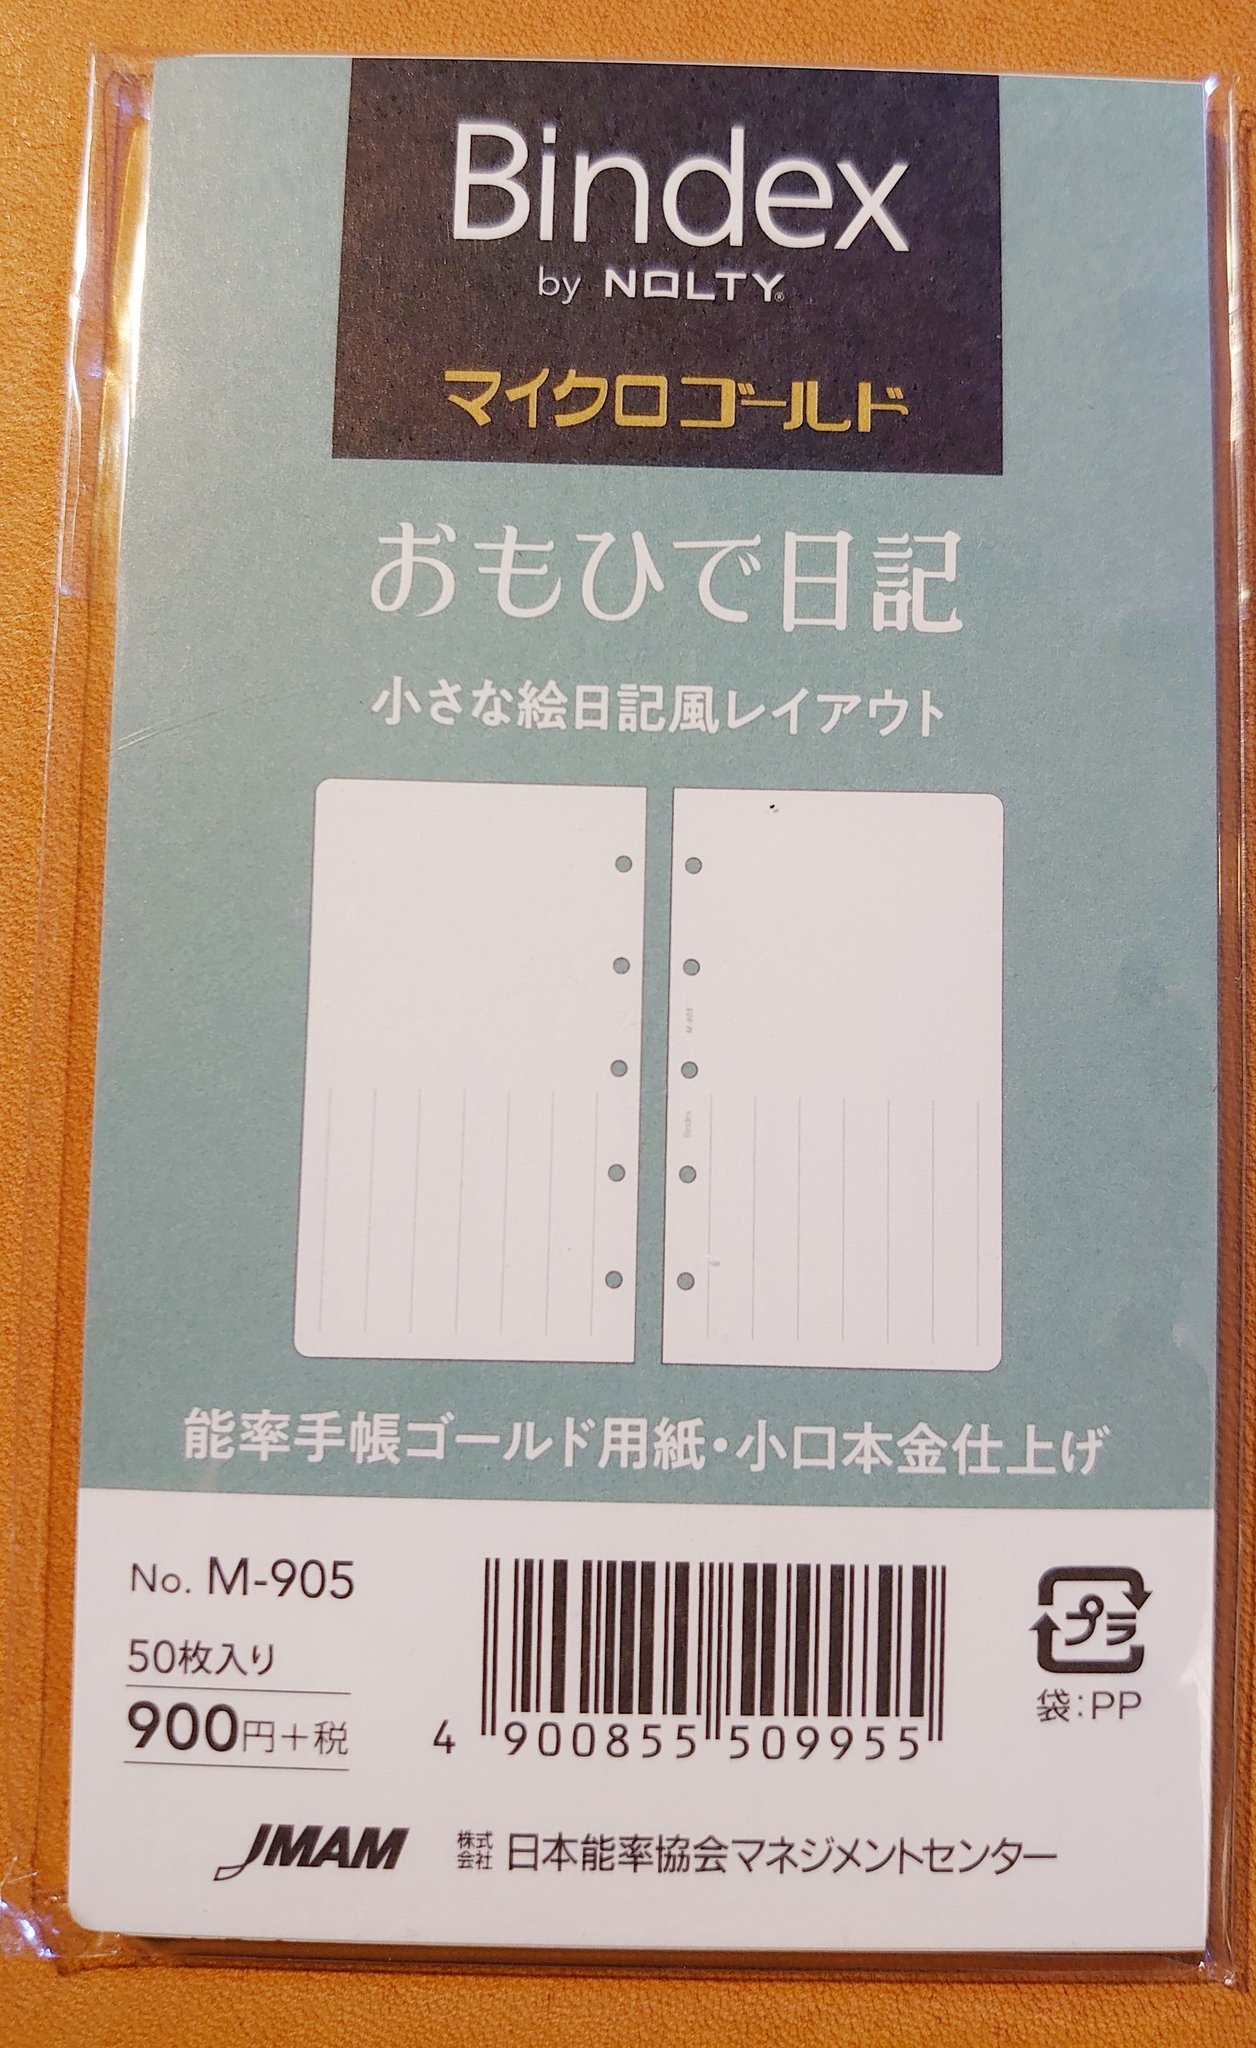 Bindex
by NOLTY®
マイクロゴールド
おもひで日記
小さな絵日記風レイアウト
M-905
Bindex
能率手帳ゴールド用紙・小口本金仕上げ
No. M-905
50枚入り
900円+税
4 900855 509955
プラ
袋:PP
JMAM
株式会社 日本能率協会マネジメントセンター